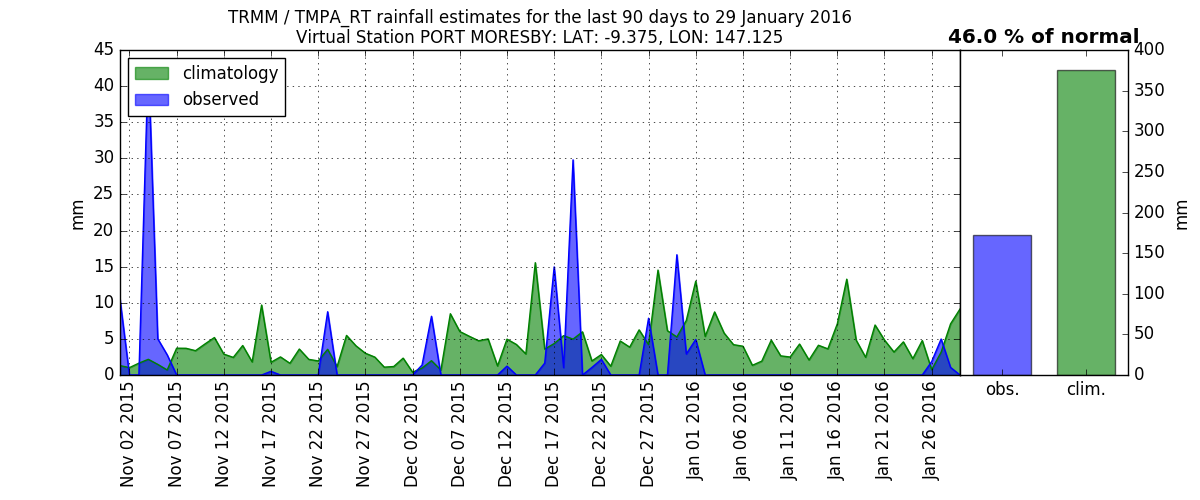 TRMM / TMPA_RT rainfall estimates for the last 90 days to 29 January 2016
Virtual Station PORT MORESBY: LAT: -9.375, LON: 147.125
46.0 % of normal
climatology
observed
mm
45
40
35
30
25
20
15
10
5
0
Nov 02 2015
Nov 07 2015
Nov 12 2015
Nov 17 2015
Nov 22 2015
Nov 27 2015
Dec 02 2015
Dec 07 2015
Dec 12 2015
Dec 17 2015
Dec 22 2015
Dec 27 2015
Jan 01 2016
Jan 06 2016
Jan 11 2016
Jan 16 2016
Jan 21 2016
Jan 26 2016
obs.
clim.
400
350
300
250
200
150
100
50
0
mm